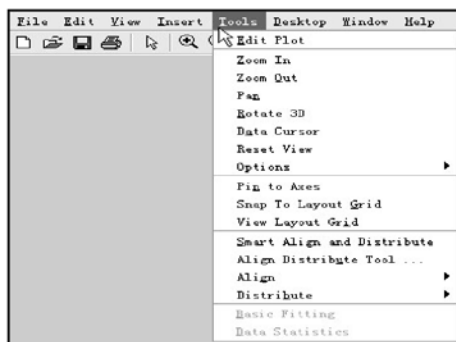 File Edit View Insert Tools Desktop Window Help
Edit Plot
Zoom In
Zoom Out
Pan
Rotate 3D
Data Cursor
Reset View
Options
Pin to Axes
Snap To Layout Grid
View Layout Grid
Smart Align and Distribute
Align Distribute Tool ...
Align
Distribute
Basic Fitting
Data Statistics